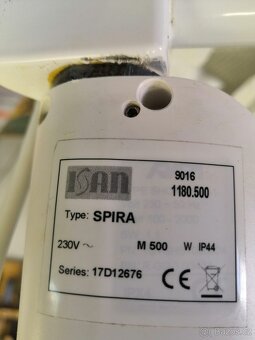 ISAN
9016
1180.500
Type: SPIRA
230V ~ M 500 W IP44
Series: 17D12676 CE